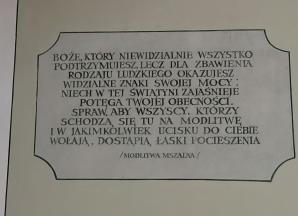 BOŻE, KTÓRY NIEWIDZIALNIE WSZYSTKO
PODTRZYMUJESZ, LECZ DLA ZBAWIENIA
RODZAJU LUDZKIEGO OKAZUJESZ
WIDZIALNE ZNAKI SWOJEJ MOCY:
NIECH W TEJ ŚWIĄTYNI ZAJAŚNIEJE
POTĘGA TWOJEJ OBECNOŚCI.
SPRAW, ABY WSZYSCY, KTÓRZY
SCHODZĄ SIĘ TU NA MODLITWĘ
I W JAKIMKOLWIEK UCISKU DO CIEBIE
WOŁAJĄ, DOSTĄPILI ŁASKI POCIESZENIA
/MODLITWA MSZALNA/